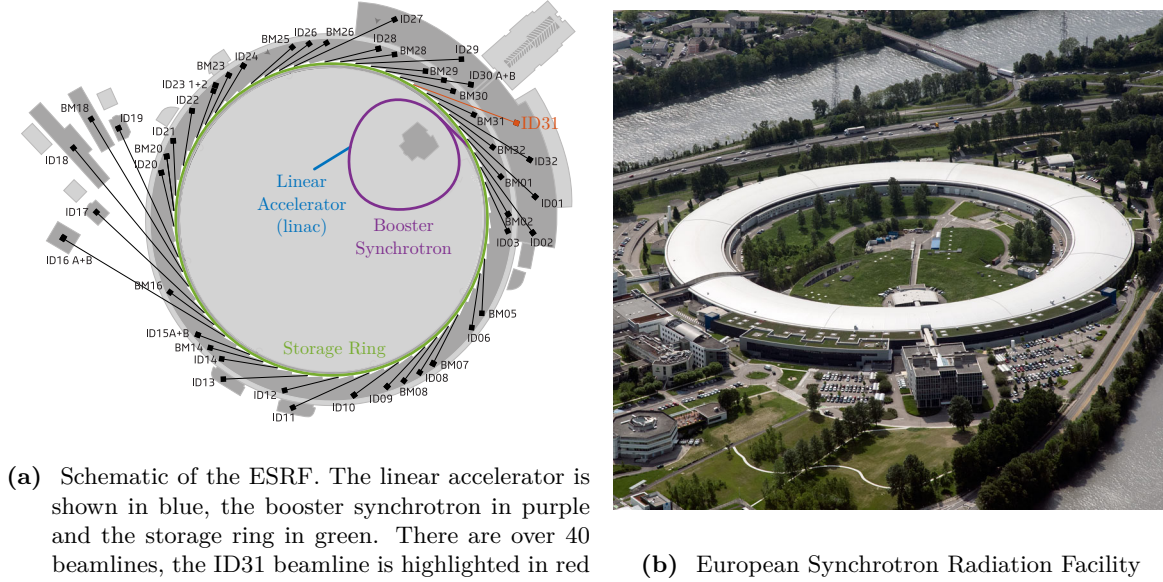 ID27
ID26
BM26
BM25
ID28
BM28
ID29
ID24
BM23
BM29
ID30 A+B
ID23 1+2
BM30
ID22
BM18
ID19
BM31
ID31
ID21
BM20
ID20
ID18
BM32
ID32
Linear
Accelerator
(linac)
BM01
ID01
ID17
Booster
Synchrotron
BM02
ID03
ID02
ID16 A+B
BM16
BM05
ID15A+B
ID06
BM14
Storage Ring
ID14
BM07
ID13
ID08
BM08
ID12
ID09
ID10
ID11
(a) Schematic of the ESRF. The linear accelerator is
shown in blue, the booster synchrotron in purple
and the storage ring in green. There are over 40
beamlines, the ID31 beamline is highlighted in red
(b) European Synchrotron Radiation Facility